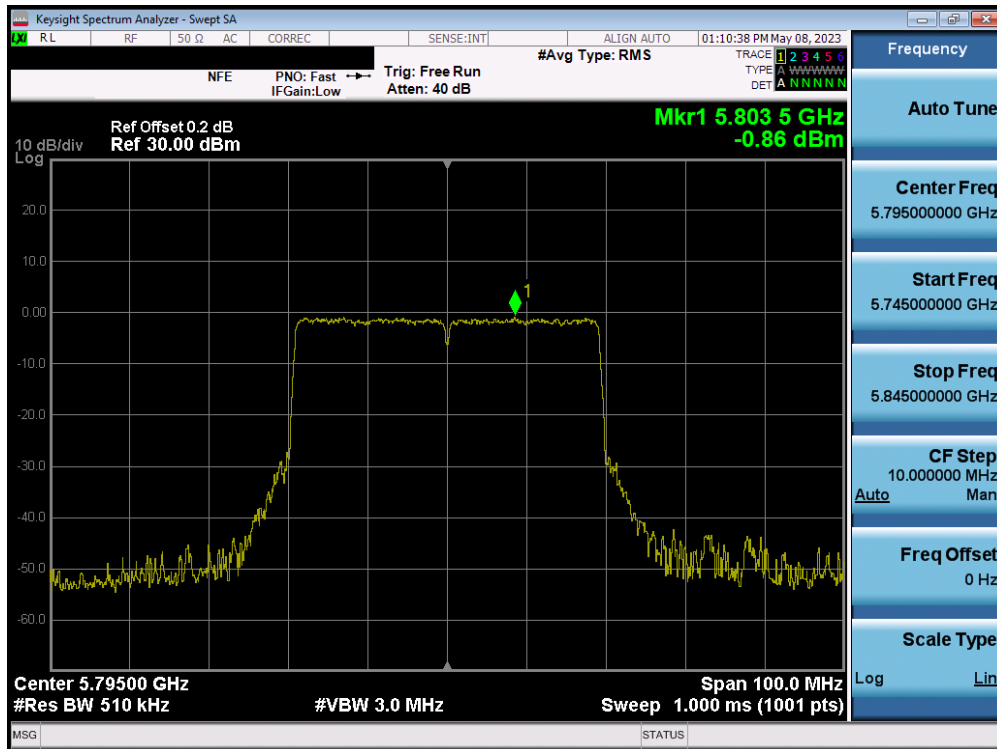 Keysight Spectrum Analyzer - Swept SA
LXI RL RF 50 Ω AC CORREC SENSE:INT ALIGN AUTO 01:10:38 PM May 08, 2023
#Avg Type: RMS
TRACE 1 2 3 4 5 6
TYPE A WWWWW
DET A N N N N N
NFE PNO: Fast Trig: Free Run
IFGain:Low Atten: 40 dB
Mkr1 5.803 5 GHz
-0.86 dBm
Ref Offset 0.2 dB
10 dB/div Ref 30.00 dBm
Log
20.0
10.0
0.00
-10.0
-20.0
-30.0
-40.0
-50.0
-60.0
1
Center 5.79500 GHz Span 100.0 MHz
#Res BW 510 kHz #VBW 3.0 MHz Sweep 1.000 ms (1001 pts)
MSG STATUS
Frequency
Auto Tune
Center Freq
5.795000000 GHz
Start Freq
5.745000000 GHz
Stop Freq
5.845000000 GHz
CF Step
10.000000 MHz
Auto Man
Freq Offset
0 Hz
Scale Type
Log Lin